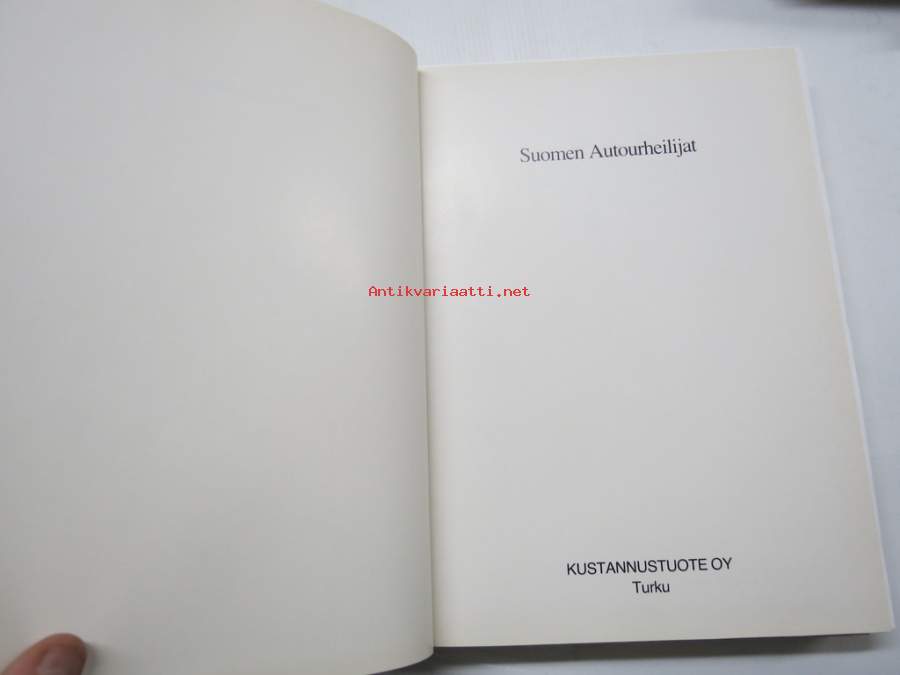 Suomen Autourheilijat
Antikvariaatti.net
KUSTANNUSTUOTE OY
Turku